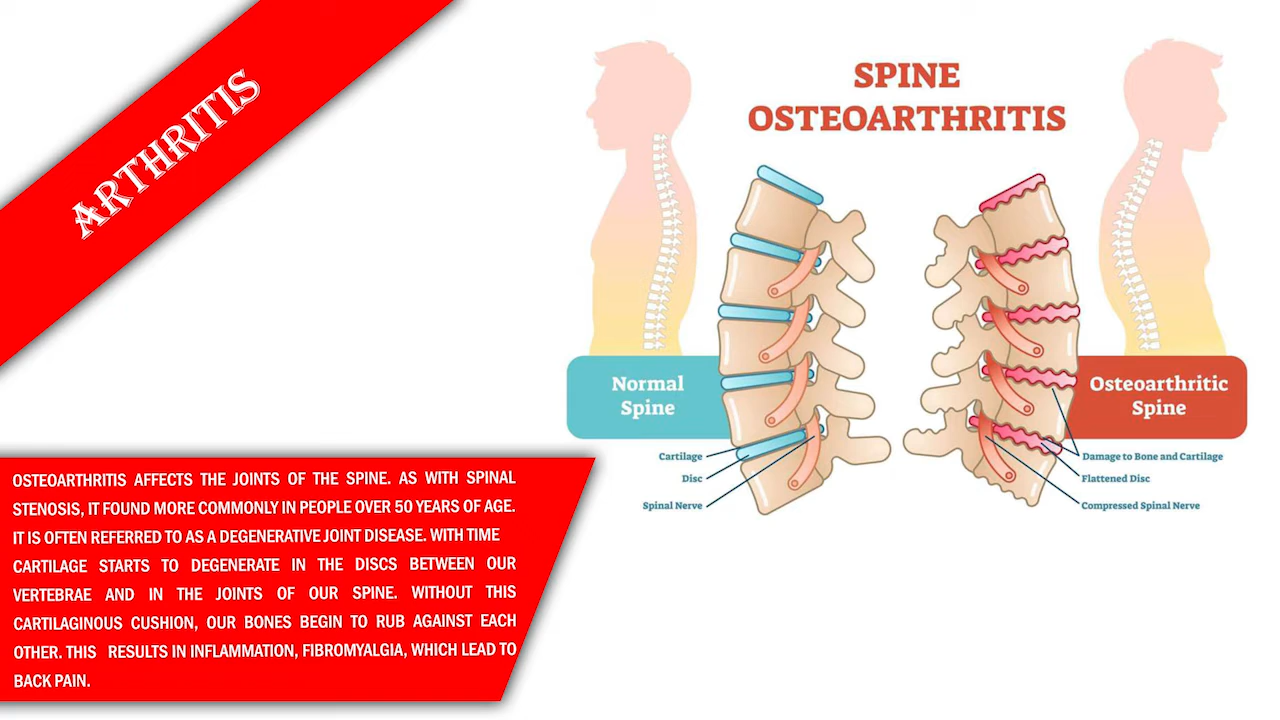 ARTHRITIS
SPINE
OSTEOARTHRITIS
Normal
Spine
Osteoarthritic
Spine
Cartilage
Disc
Spinal Nerve
Damage to Bone and Cartilage
Flattened Disc
Compressed Spinal Nerve
OSTEOARTHRITIS AFFECTS THE JOINTS OF THE SPINE. AS WITH SPINAL
STENOSIS, IT FOUND MORE COMMONLY IN PEOPLE OVER 50 YEARS OF AGE.
IT IS OFTEN REFERRED TO AS A DEGENERATIVE JOINT DISEASE. WITH TIME
CARTILAGE STARTS TO DEGENERATE IN THE DISCS BETWEEN OUR
VERTEBRAE AND IN THE JOINTS OF OUR SPINE. WITHOUT THIS
CARTILAGINOUS CUSHION, OUR BONES BEGIN TO RUB AGAINST EACH
OTHER. THIS RESULTS IN INFLAMMATION, FIBROMYALGIA, WHICH LEAD TO
BACK PAIN.